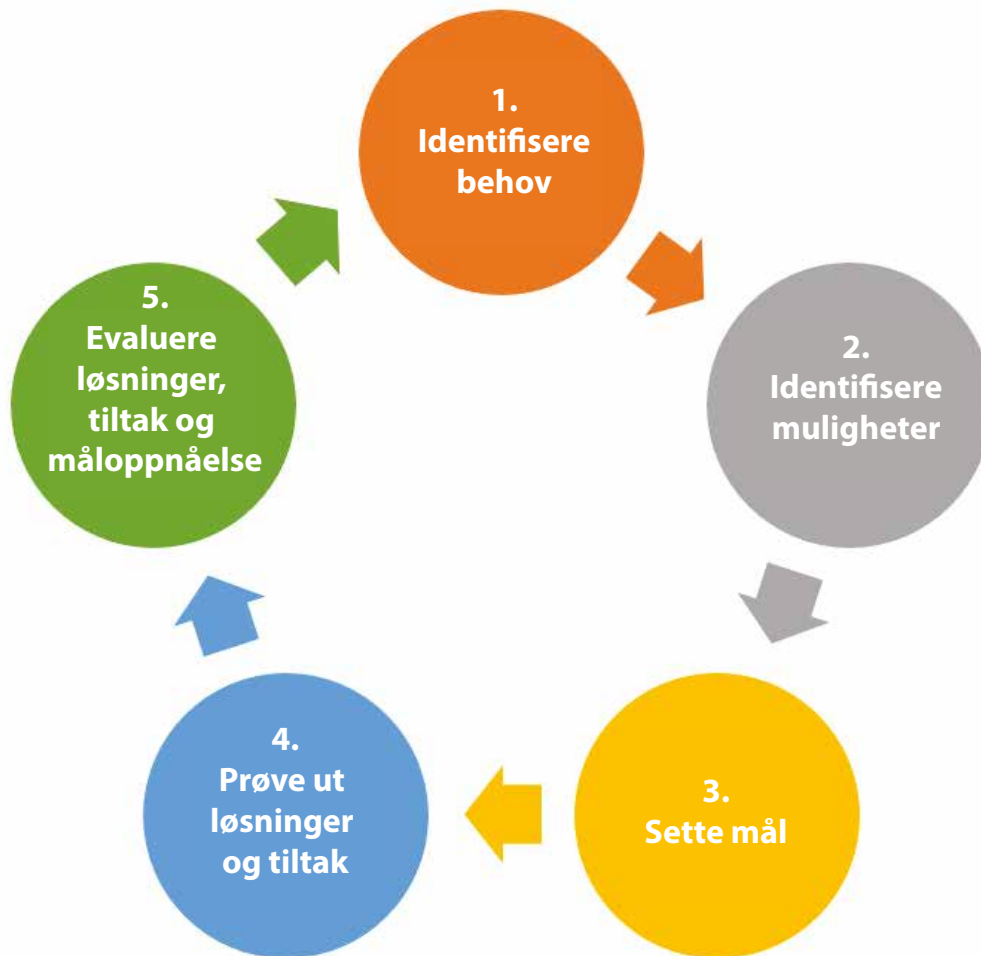 1.
Identifisere
behov
2.
Identifisere
muligheter
3.
Sette mål
4.
Prøve ut
løsninger
og tiltak
5.
Evaluere
løsninger,
tiltak og
måloppnåelse